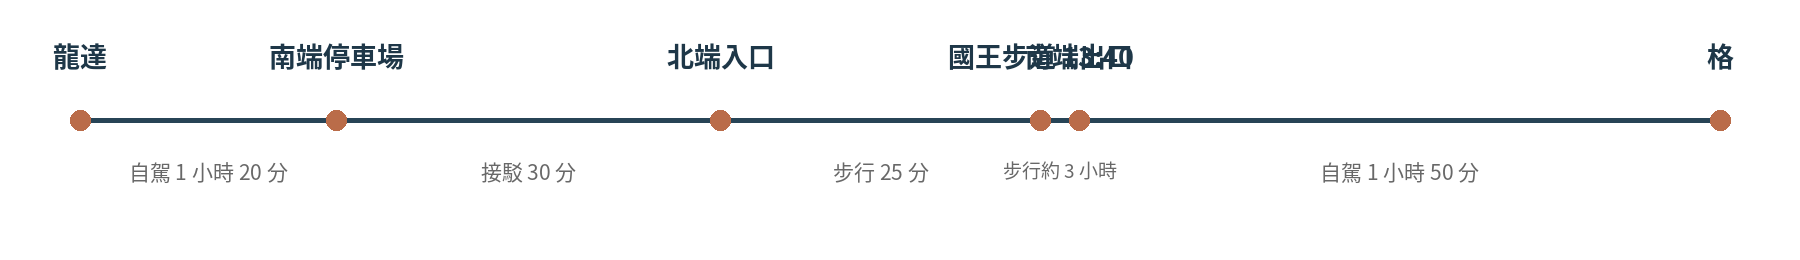 龍達
南端停車場
北端入口
國王步
格
自駕 1 小時 20 分
接駁 30 分
步行 25 分
步行約 3 小時
自駕 1 小時 50 分